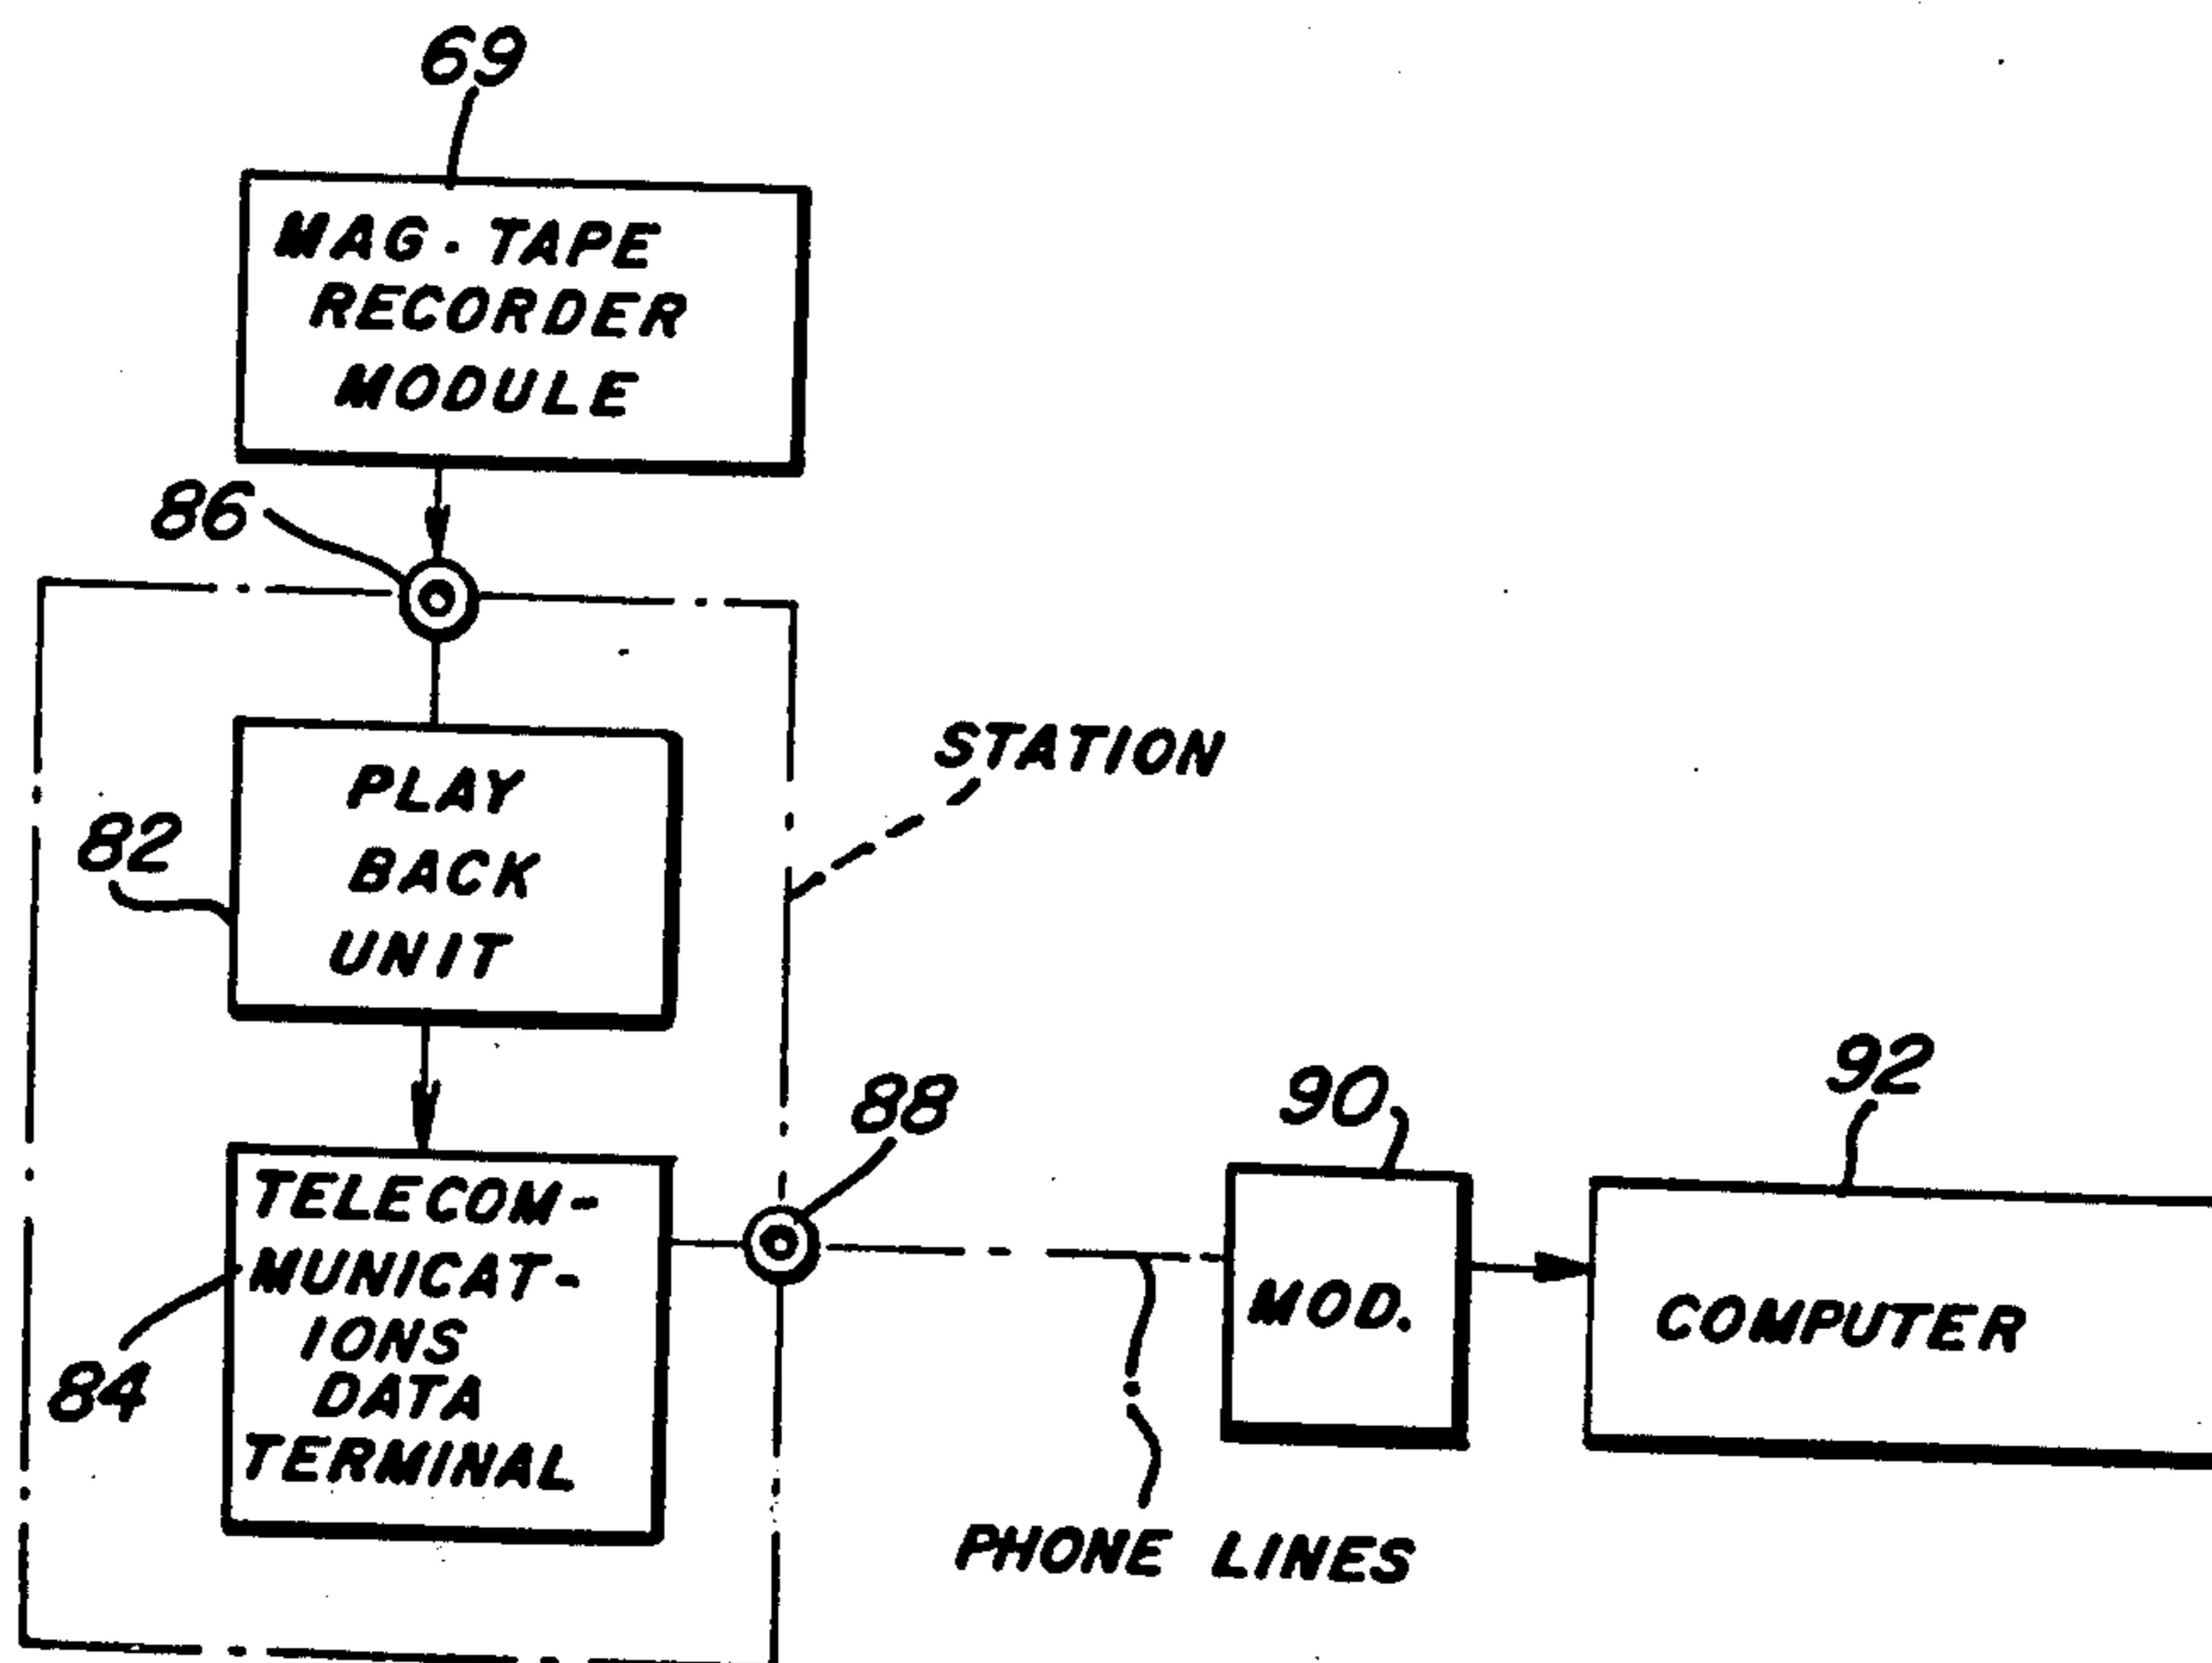 69
MAG. TAPE
RECORDER
MODULE
86
STATION
PLAY
BACK
UNIT
82
88
90
92
TELECOM-
MUNICAT-
IONS
DATA
TERMINAL
84
MOD.
COMPUTER
PHONE LINES